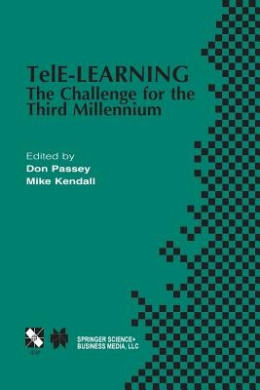 TelE-LEARNING
The Challenge for the
Third Millennium
Edited by
Don Passey
Mike Kendall
SPRINGER SCIENCE+
BUSINESS MEDIA, LLC